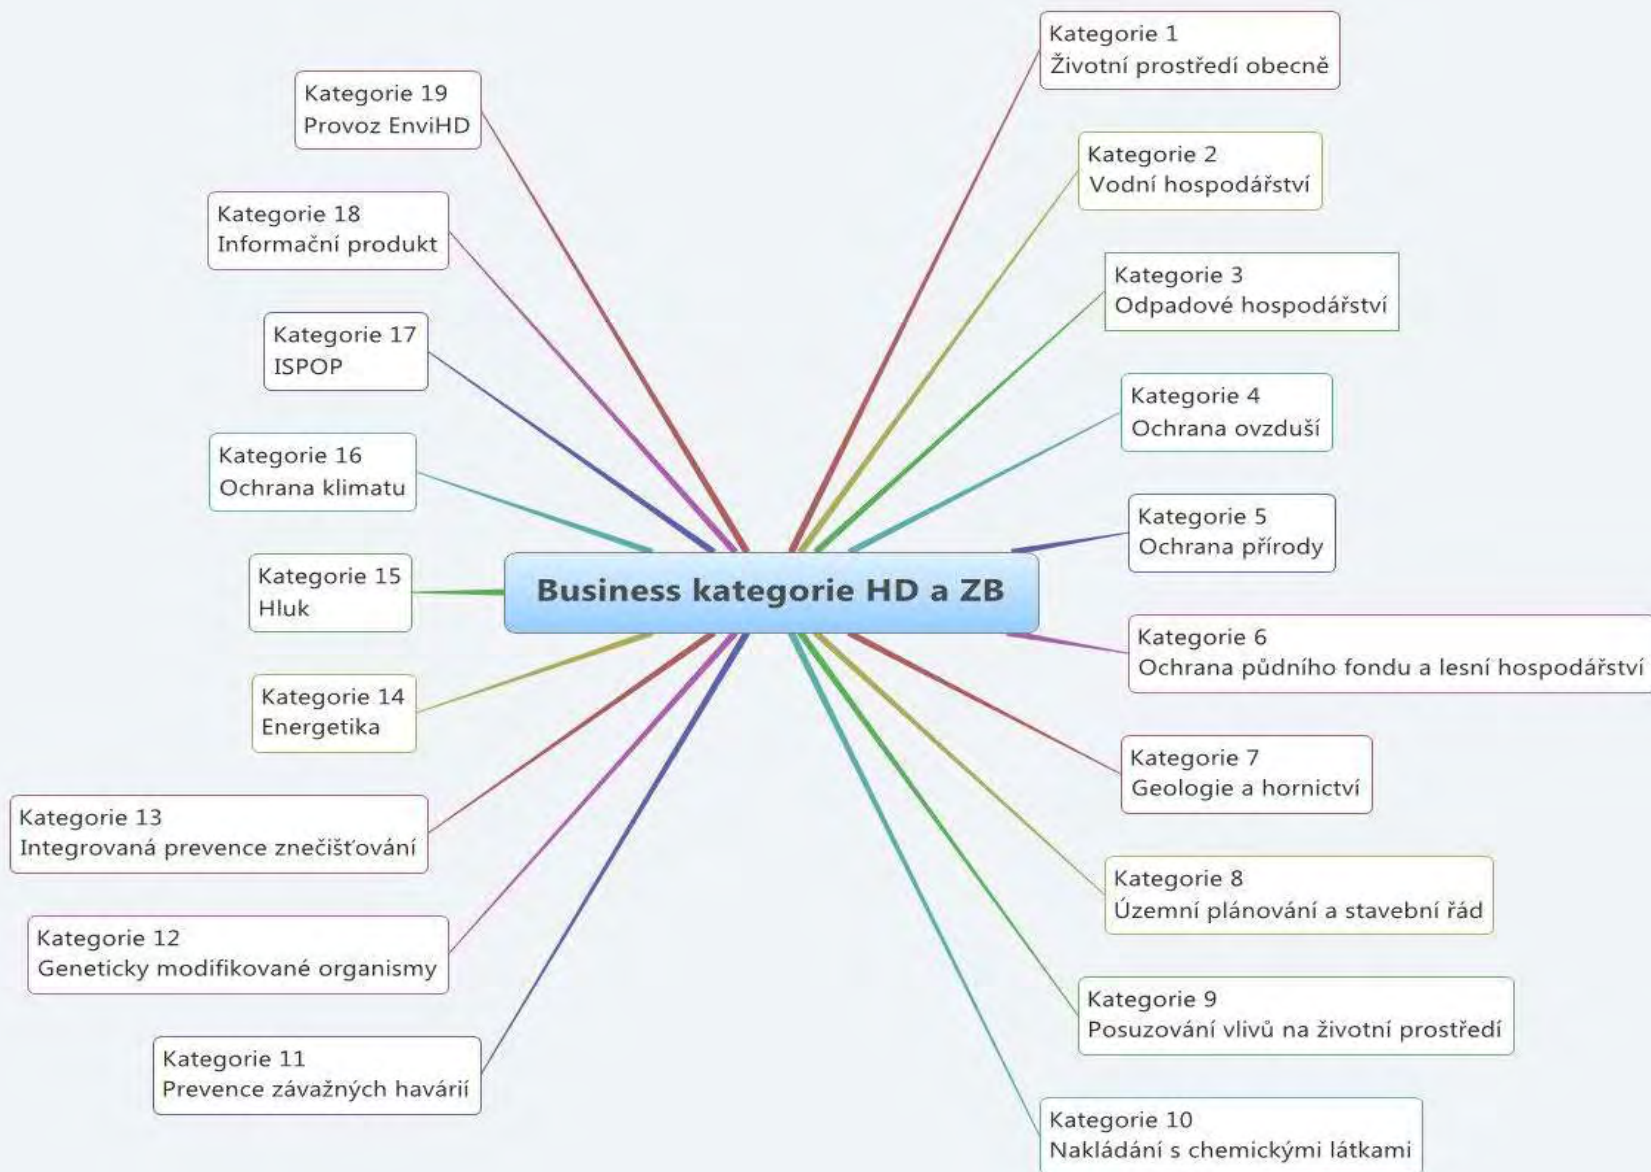 Kategorie 1
Životní prostředí obecně
Kategorie 2
Vodní hospodářství
Kategorie 3
Odpadové hospodářství
Kategorie 4
Ochrana ovzduší
Kategorie 5
Ochrana přírody
Kategorie 6
Ochrana půdního fondu a lesní hospodářství
Kategorie 7
Geologie a hornictví
Kategorie 8
Územní plánování a stavební řád
Kategorie 9
Posuzování vlivů na životní prostředí
Kategorie 10
Nakládání s chemickými látkami
Kategorie 11
Prevence závažných havárií
Kategorie 12
Geneticky modifikované organismy
Kategorie 13
Integrovaná prevence znečišťování
Kategorie 14
Energetika
Kategorie 15
Hluk
Kategorie 16
Ochrana klimatu
Kategorie 17
ISPOP
Kategorie 18
Informační produkt
Kategorie 19
Provoz EnviHD
Business kategorie HD a ZB